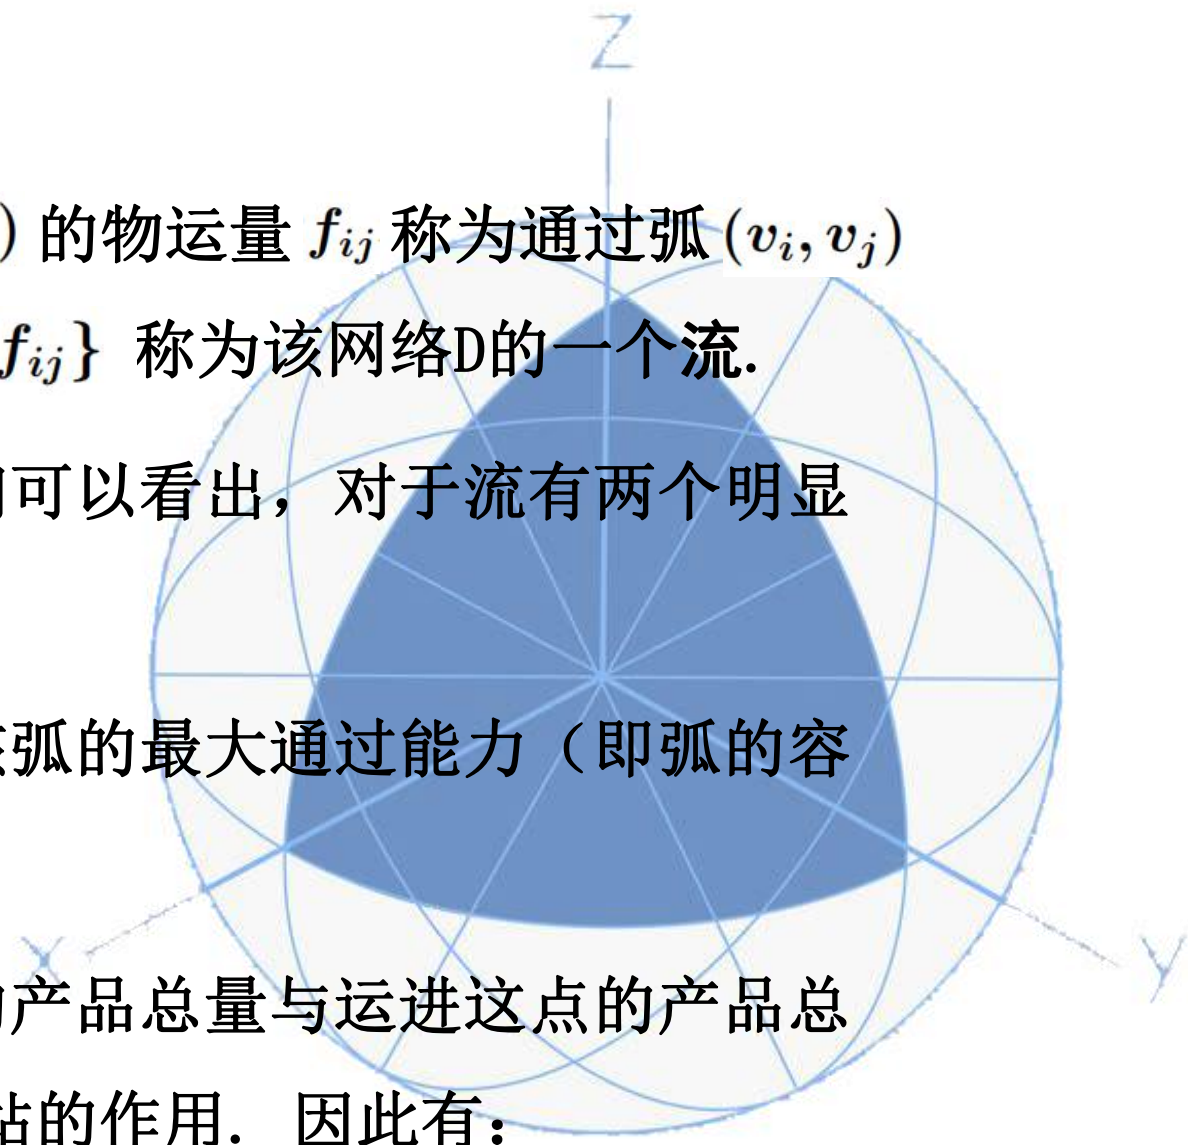 Z
) 的物运量 f_{ij} 称为通过弧 (v_i, v_j)
f_{ij}} 称为该网络D的一个流.
可以看出，对于流有两个明显
弧的最大通过能力（即弧的容
X
Y
产品总量与运进这点的产品总
站的作用. 因此有: